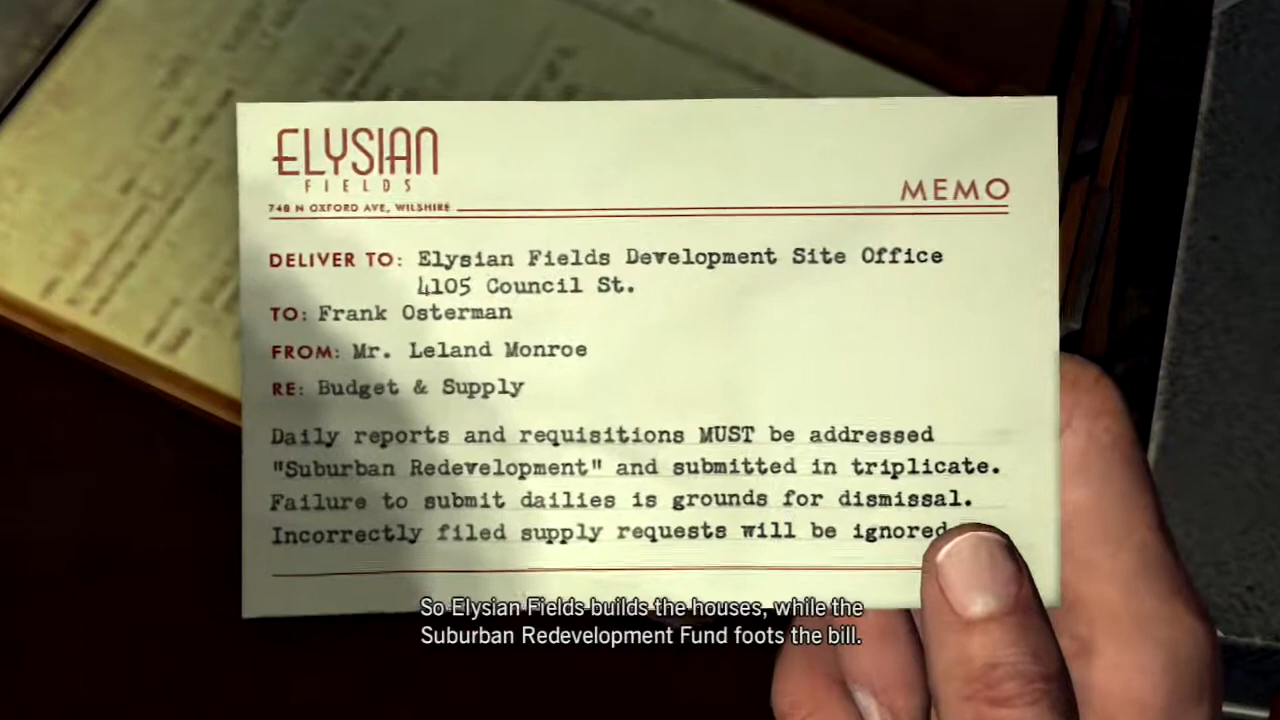 ELYSIAN
FIELDS
748 N OXFORD AVE, WILSHIRE
MEMO
DELIVER TO: Elysian Fields Development Site Office
4105 Council St.
TO: Frank Osterman
FROM: Mr. Leland Monroe
RE: Budget & Supply
Daily reports and requisitions MUST be addressed
"Suburban Redevelopment" and submitted in triplicate.
Failure to submit dailies is grounds for dismissal.
Incorrectly filed supply requests will be ignored
So Elysian Fields builds the houses, while the
Suburban Redevelopment Fund foots the bill.